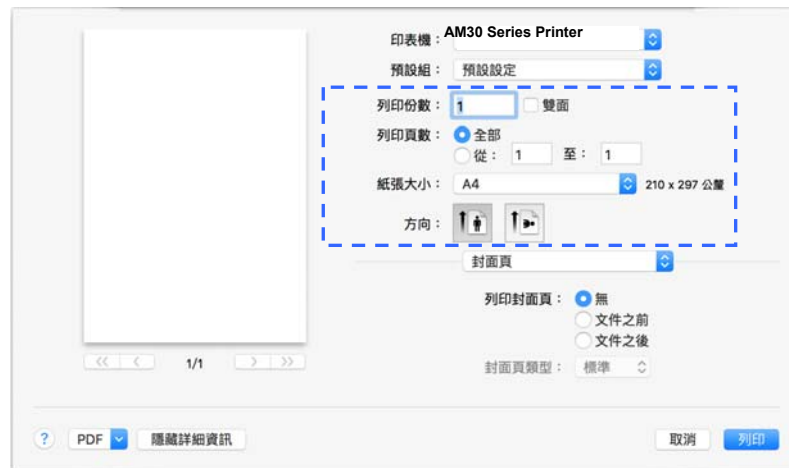 印表機： AM30 Series Printer
預設組： 預設設定
列印份數： 1 雙面
列印頁數： 全部
從： 1 至： 1
紙張大小： A4 210 x 297 公釐
方向：
封面頁
列印封面頁： 無
文件之前
文件之後
封面頁類型： 標準
1/1
? PDF 隱藏詳細資訊 取消 列印